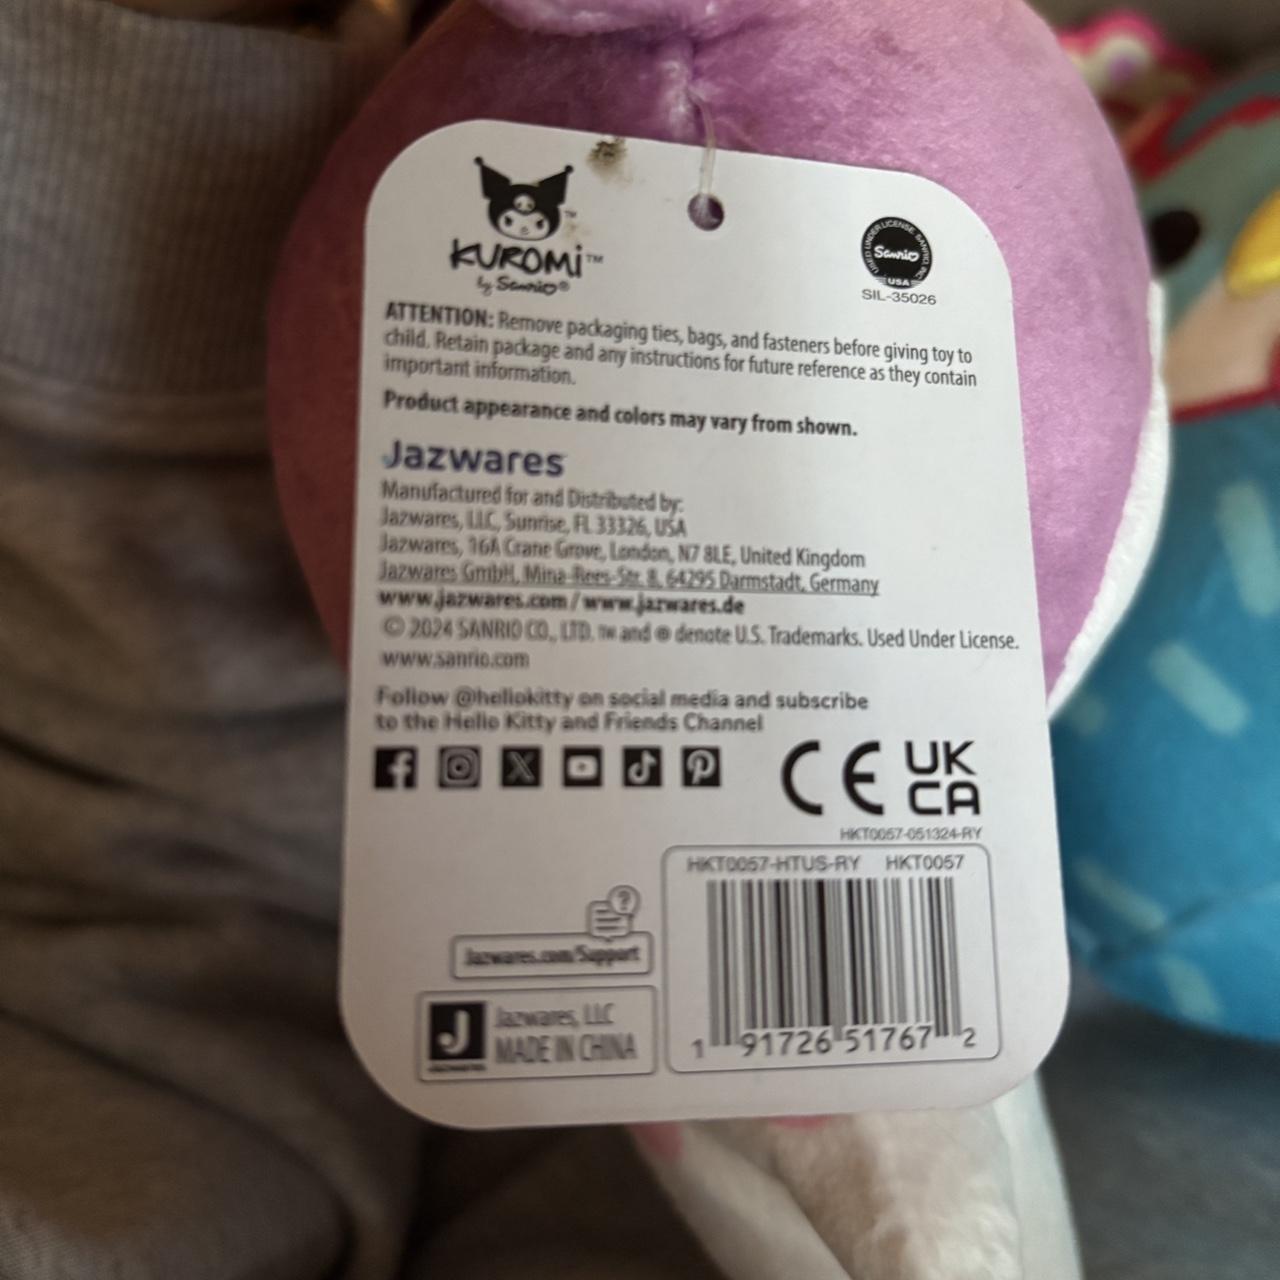 KUROMI™
by Sanrio®
USED UNDER LICENSE. SANRIO, INC.
Sanrio
USA
SIL-35026
ATTENTION: Remove packaging ties, bags, and fasteners before giving toy to
child. Retain package and any instructions for future reference as they contain
important information.
Product appearance and colors may vary from shown.
Jazwares
Manufactured for and Distributed by:
Jazwares, LLC, Sunrise, FL 33326, USA
Jazwares, 16A Crane Grove, London, N7 8LE, United Kingdom
Jazwares GmbH, Mina-Rees-Str. 8, 64295 Darmstadt, Germany
www.jazwares.com / www.jazwares.de
© 2024 SANRIO CO., LTD. ™ and ® denote U.S. Trademarks. Used Under License.
www.sanrio.com
Follow @hellokitty on social media and subscribe
to the Hello Kitty and Friends Channel
CE UK
CA
HKT0057-051324-RY
HKT0057-HTUS-RY HKT0057
Jazwares.com/Support
Jazwares, LLC
MADE IN CHINA
1 91726 51767 2